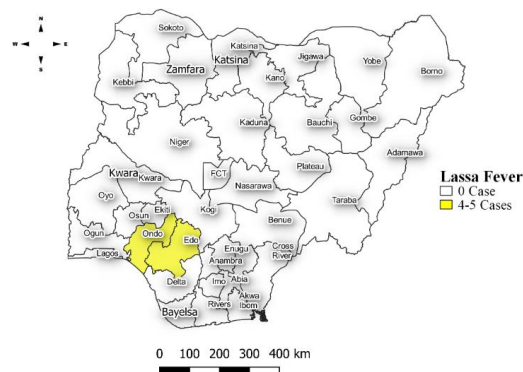 N
W E
S
Sokoto
Katsina
Zamfara
Katsina
Jigawa
Yobe
Borno
Kebbi
Kano
Kaduna
Bauchi
Gombe
Niger
Adamawa
Plateau
Kwara
Kwara
FCT
Nasarawa
Taraba
Oyo
Osun
Ekiti
Kogi
Benue
Ogun
Ondo
Edo
Lagos
Enugu
Anambra
Cross
River
Delta
Imo
Abia
Bayelsa
Rivers
Akwa
Ibom
Lassa Fever
0 Case
4-5 Cases
0 100 200 300 400 km